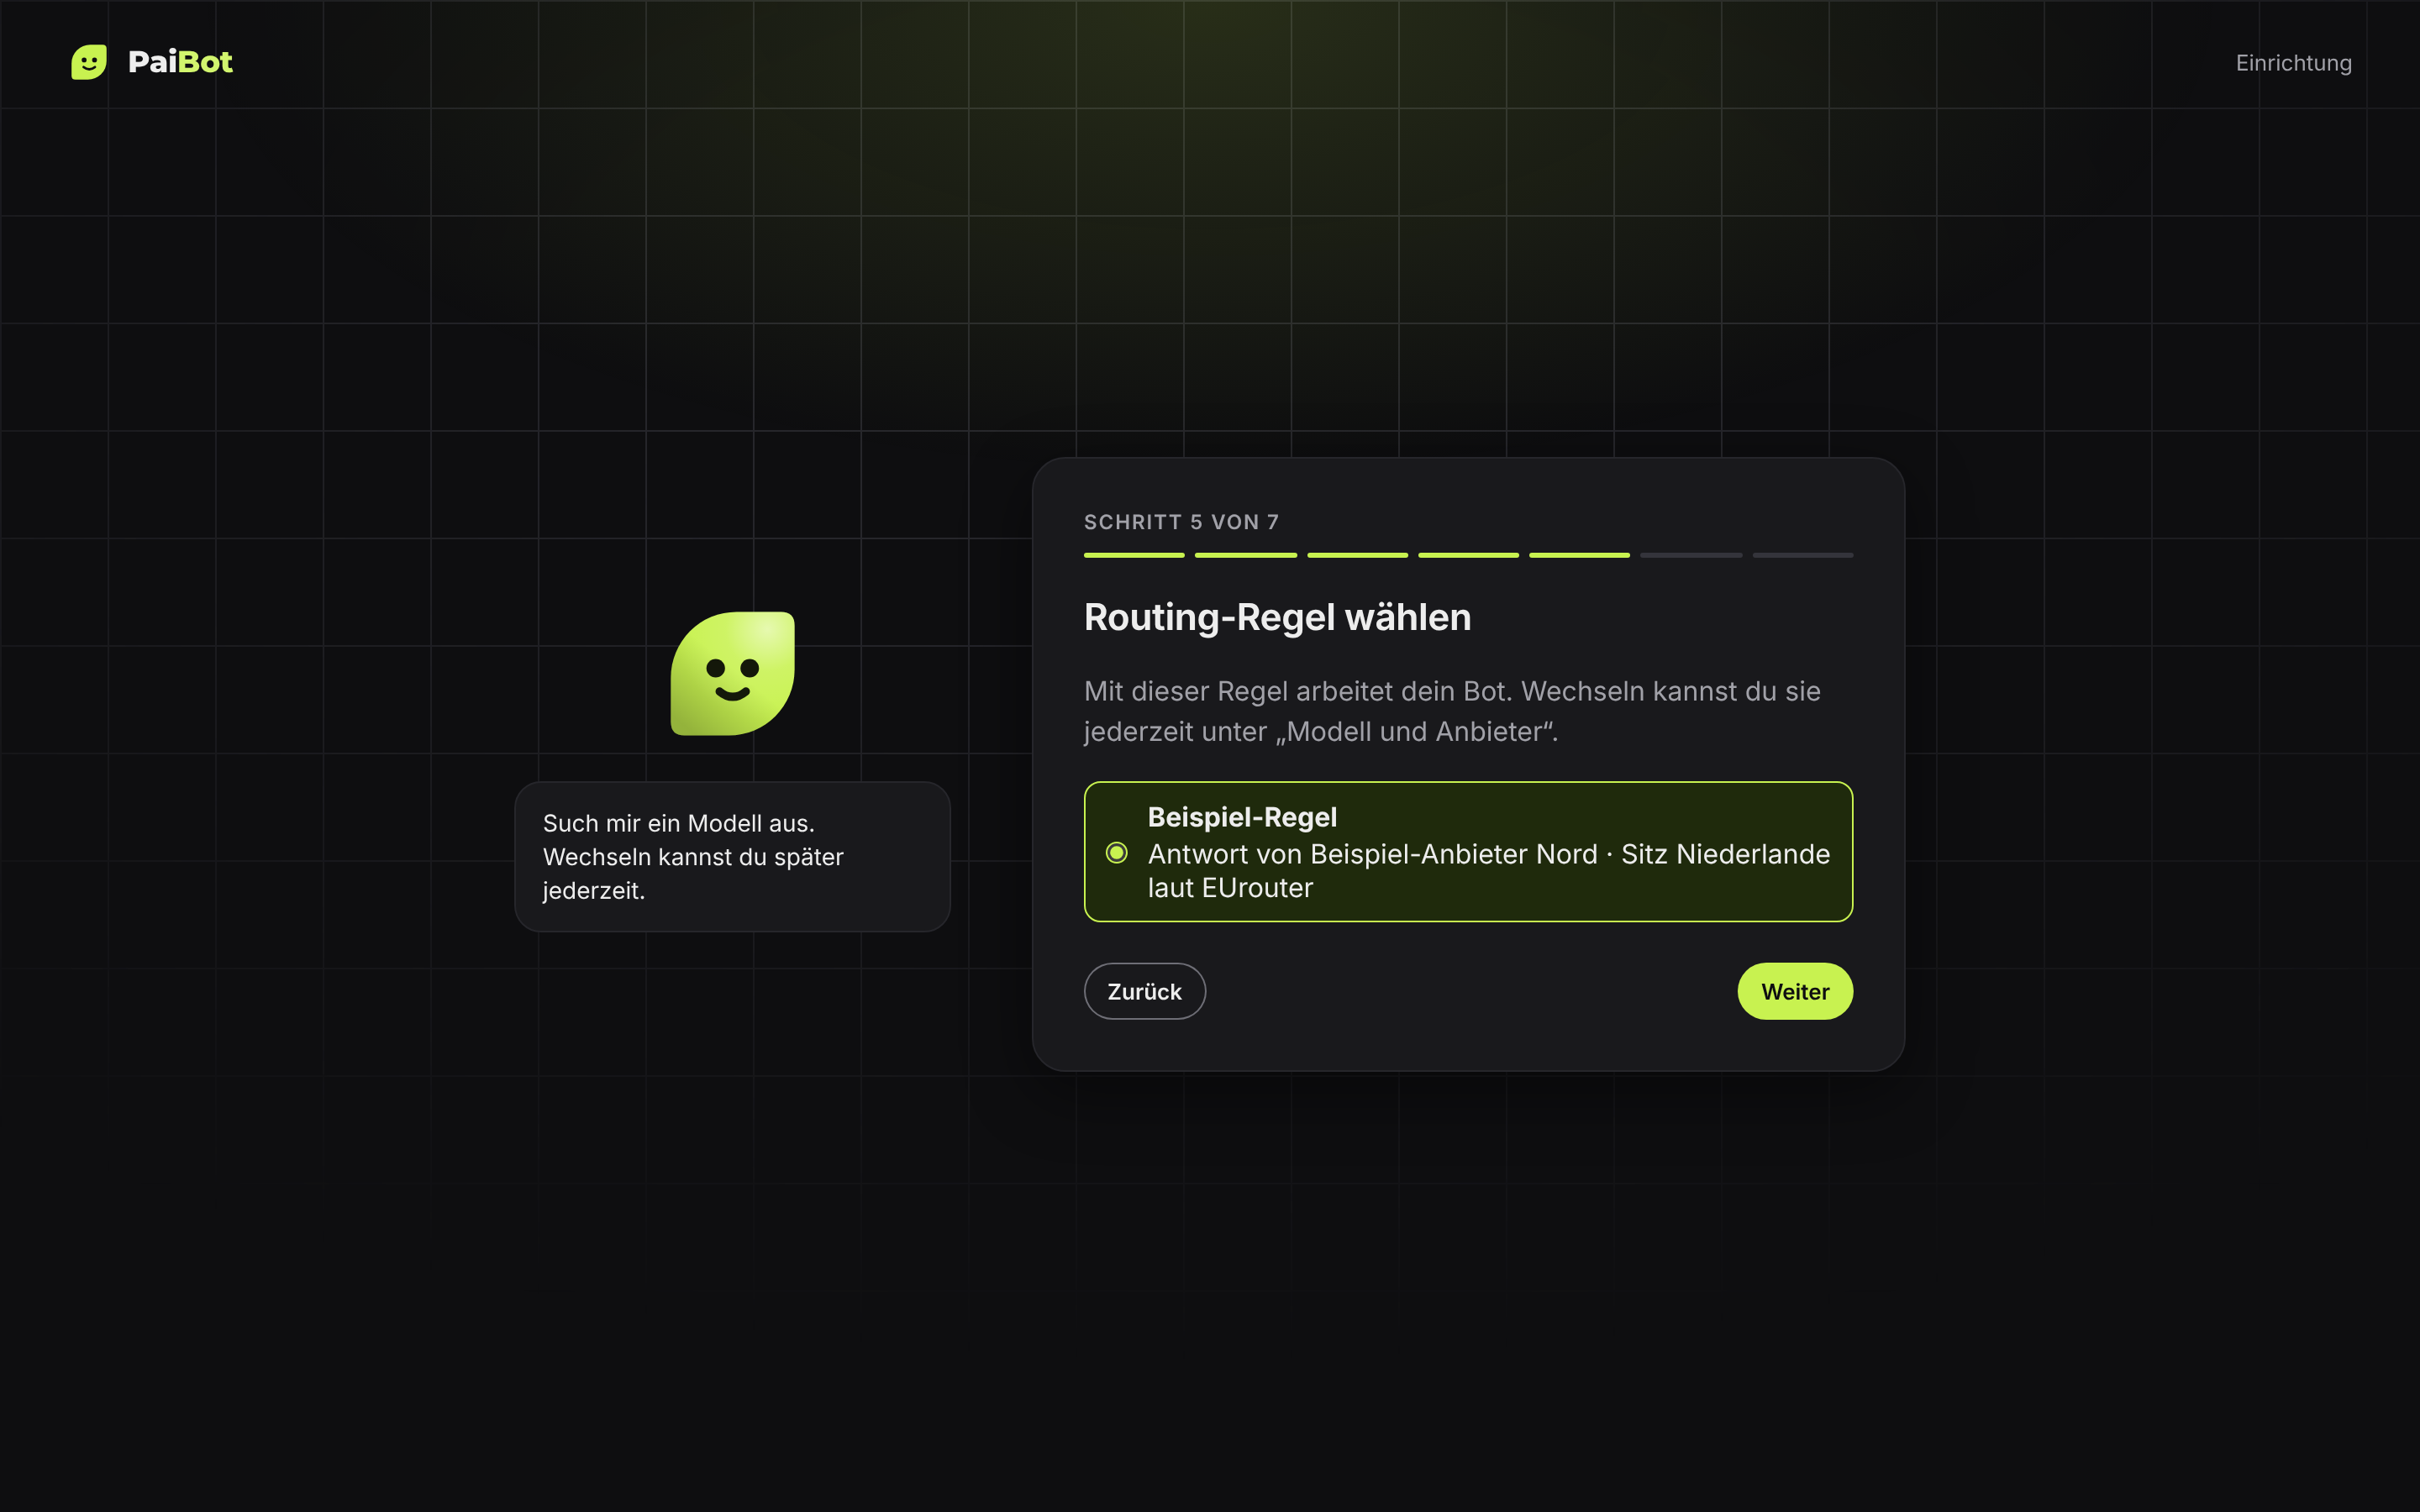 PaiBot
Einrichtung
Such mir ein Modell aus.
Wechseln kannst du später
jederzeit.
SCHRITT 5 VON 7
Routing-Regel wählen
Mit dieser Regel arbeitet dein Bot. Wechseln kannst du sie
jederzeit unter „Modell und Anbieter“.
Beispiel-Regel
Antwort von Beispiel-Anbieter Nord · Sitz Niederlande
laut EUrouter
Zurück
Weiter